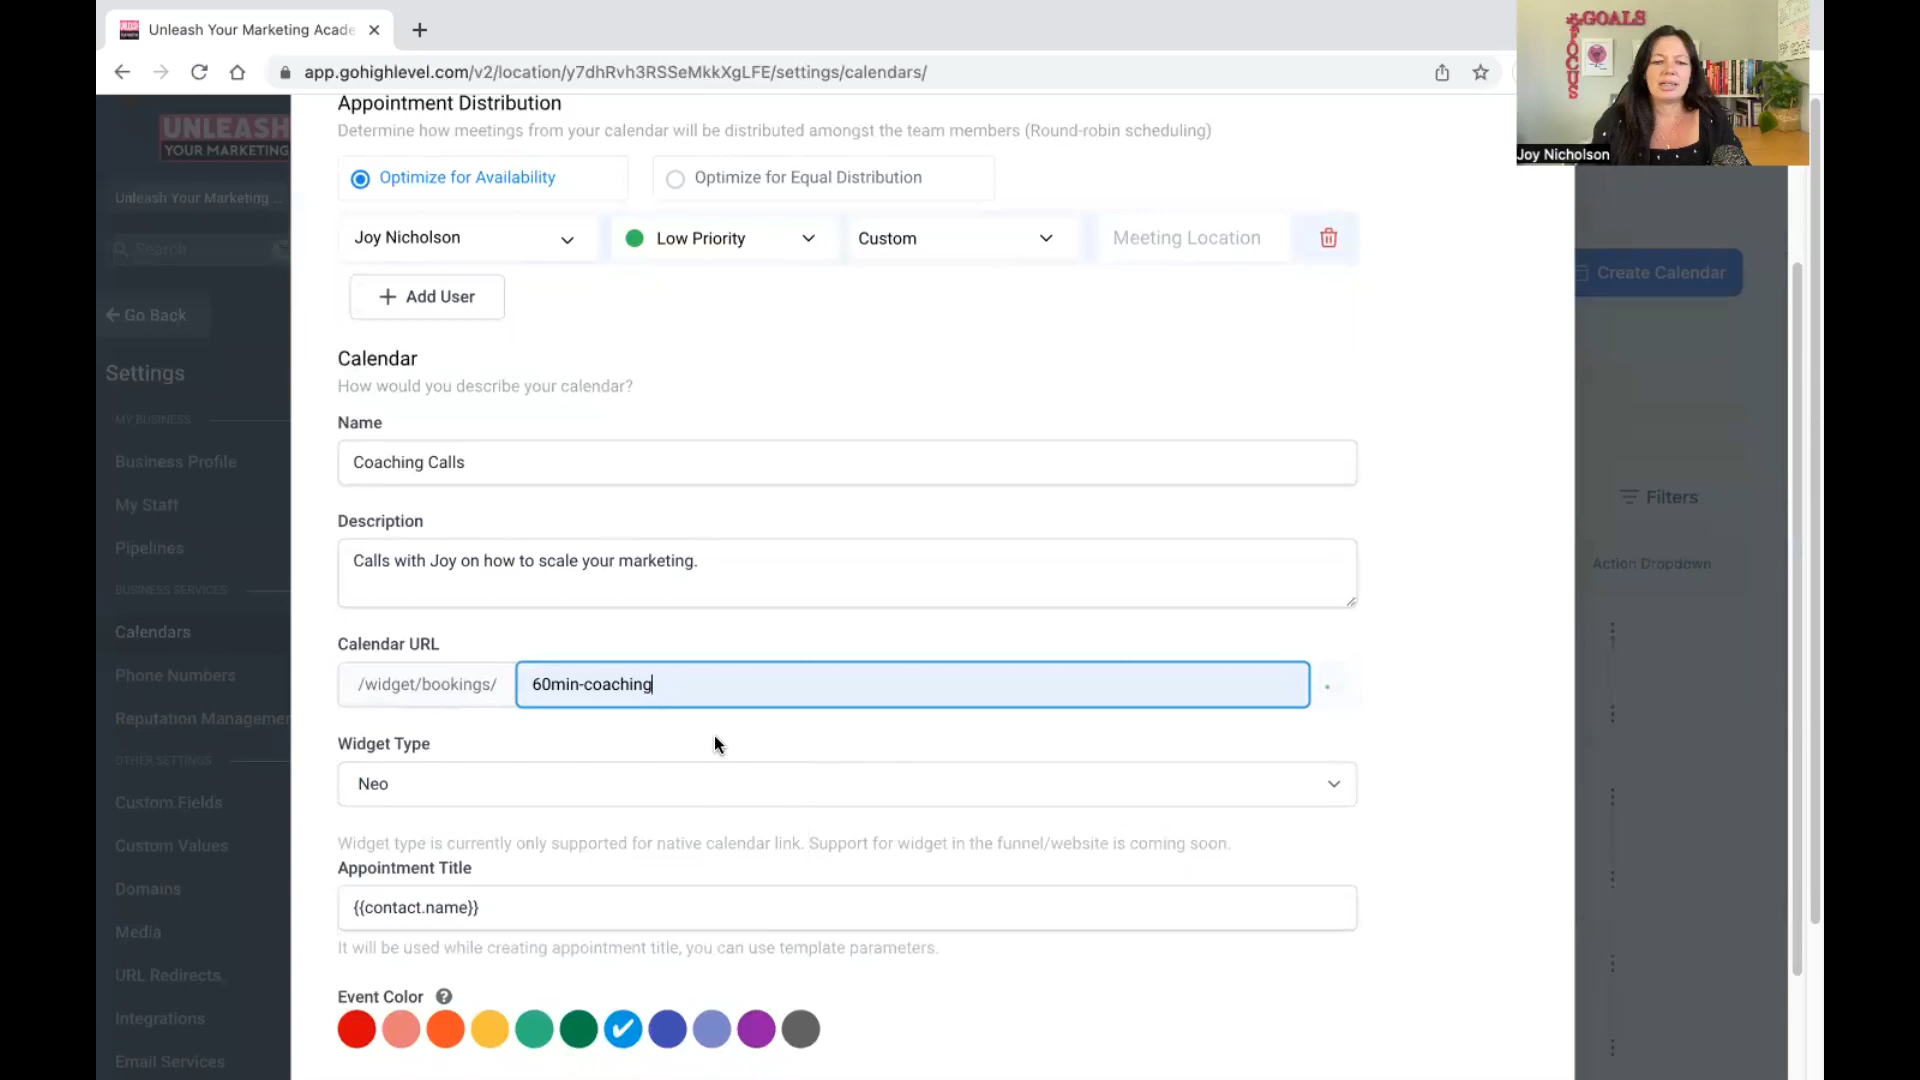 Unleash Your Marketing Acade
app.gohighlevel.com/v2/location/y7dhRvh3RSSeMkkXgLFE/settings/calendars/
GOALS
FOCUS
Joy Nicholson
UNLEASH
YOUR MARKETING
Unleash Your Marketing ...
Search
Go Back
Settings
MY BUSINESS
Business Profile
My Staff
Pipelines
BUSINESS SERVICES
Calendars
Phone Numbers
Reputation Managemen
OTHER SETTINGS
Custom Fields
Custom Values
Domains
Media
URL Redirects
Integrations
Email Services
Appointment Distribution
Determine how meetings from your calendar will be distributed amongst the team members (Round-robin scheduling)
Optimize for Availability
Optimize for Equal Distribution
Joy Nicholson
Low Priority
Custom
Meeting Location
Add User
Calendar
How would you describe your calendar?
Name
Coaching Calls
Description
Calls with Joy on how to scale your marketing.
Calendar URL
/widget/bookings/
60min-coaching
Widget Type
Neo
Widget type is currently only supported for native calendar link. Support for widget in the funnel/website is coming soon.
Appointment Title
{{contact.name}}
It will be used while creating appointment title, you can use template parameters.
Event Color
Create Calendar
Filters
Action Dropdown